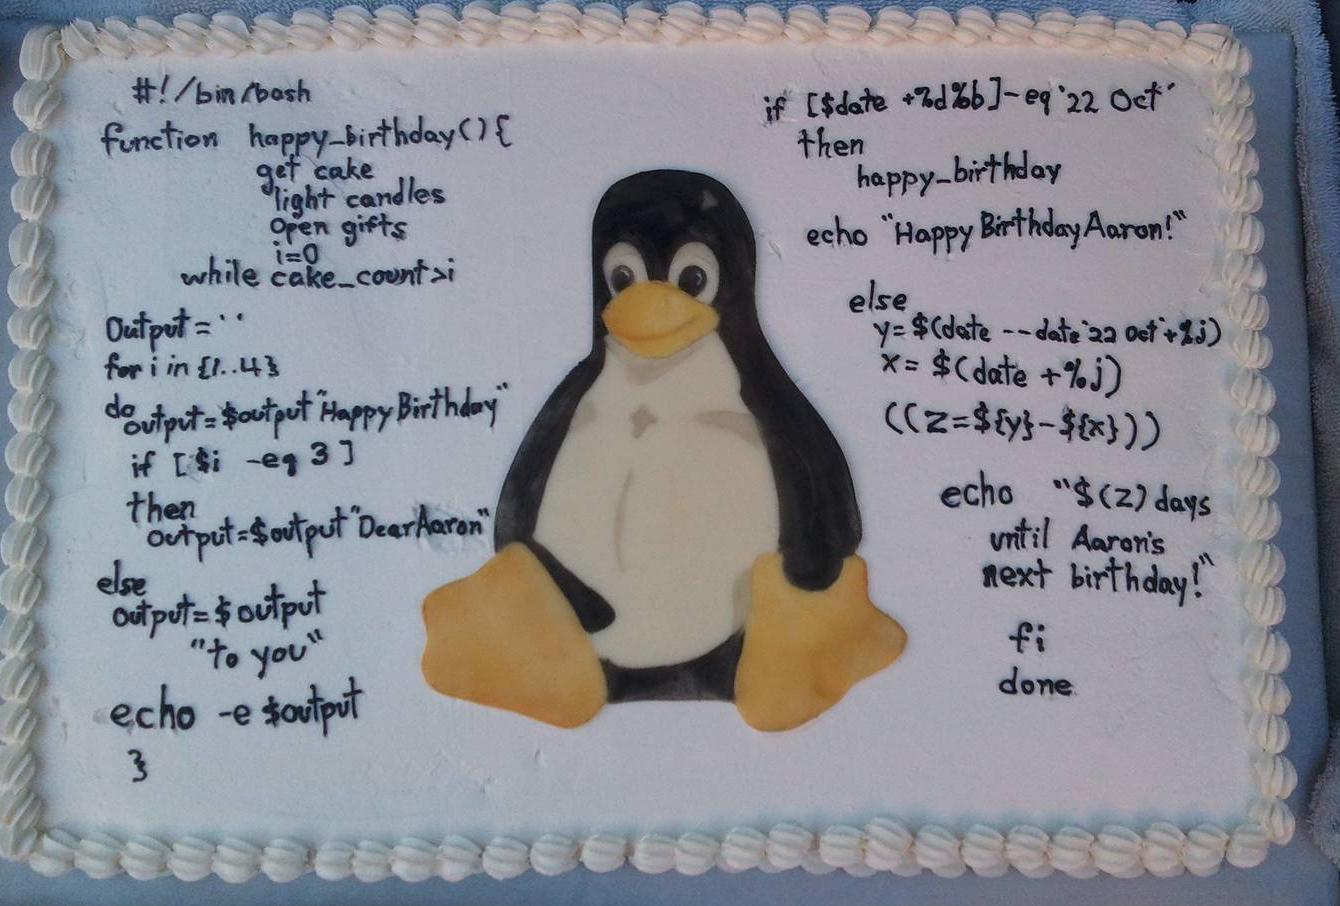 #!/bin/bash
function happy_birthday(){
get cake
light candles
open gifts
i=0
while cake_count>i
Output=''
for i in {1..4}
do
output=$output"Happy Birthday"
if [$i -eq 3]
then
output=$output"DearAaron"
else
output=$output
"to you"
echo -e $output
}
if [$date +%d%b]-eq'22 Oct'
then
happy_birthday
echo "Happy Birthday Aaron!"
else
y=$(date --date'22 Oct'+%j)
x=$(date +%j)
((z=${y}-${x}))
echo "$(z) days
until Aaron's
next birthday!"
fi
done